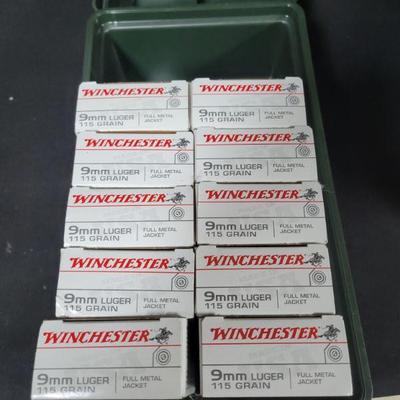 WINCHESTER
9mm LUGER
115 GRAIN
FULL METAL
JACKET
WINCHESTER
9mm LUGER
115 GRAIN
FULL METAL
JACKET
WINCHESTER
9mm LUGER
115 GRAIN
FULL METAL
JACKET
WINCHESTER
9mm LUGER
115 GRAIN
FULL METAL
JACKET
WINCHESTER
9mm LUGER
115 GRAIN
FULL METAL
JACKET
WINCHESTER
9mm LUGER
115 GRAIN
FULL METAL
JACKET
WINCHESTER
9mm LUGER
115 GRAIN
FULL METAL
JACKET
WINCHESTER
9mm LUGER
115 GRAIN
FULL METAL
JACKET
WINCHESTER
9mm LUGER
115 GRAIN
FULL METAL
JACKET
WINCHESTER
9mm LUGER
115 GRAIN
FULL METAL
JACKET